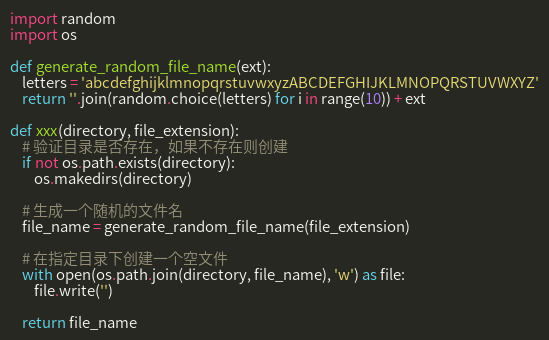 import random
import os
def generate_random_file_name(ext):
letters = 'abcdefghijklmnopqrstuvwxyzABCDEFGHIJKLMNOPQRSTUVWXYZ'
return ''.join(random.choice(letters) for i in range(10)) + ext
def xxx(directory, file_extension):
# 验证目录是否存在，如果不存在则创建
if not os.path.exists(directory):
os.makedirs(directory)
# 生成一个随机的文件名
file_name = generate_random_file_name(file_extension)
# 在指定目录下创建一个空文件
with open(os.path.join(directory, file_name), 'w') as file:
file.write('')
return file_name